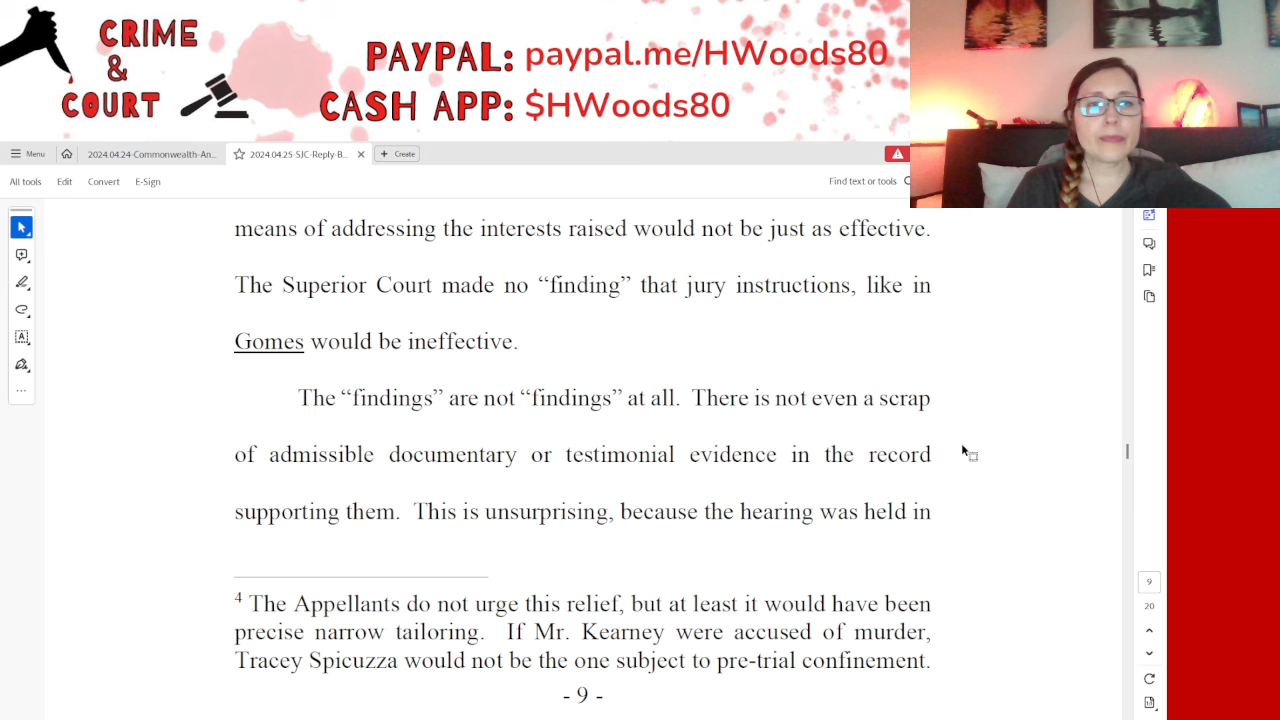 CRIME
&
COURT
PAYPAL: paypal.me/HWoods80
CASH APP: $HWoods80
Menu
2024.04.24-Commonwealth-An...
2024.04.25-SJC-Reply-B...
Create
All tools
Edit
Convert
E-Sign
Find text or tools
means of addressing the interests raised would not be just as effective.
The Superior Court made no “finding” that jury instructions, like in
Gomes would be ineffective.
The “findings” are not “findings” at all. There is not even a scrap
of admissible documentary or testimonial evidence in the record
supporting them. This is unsurprising, because the hearing was held in
4 The Appellants do not urge this relief, but at least it would have been
precise narrow tailoring. If Mr. Kearney were accused of murder,
Tracey Spicuzza would not be the one subject to pre-trial confinement.
- 9 -
9
20